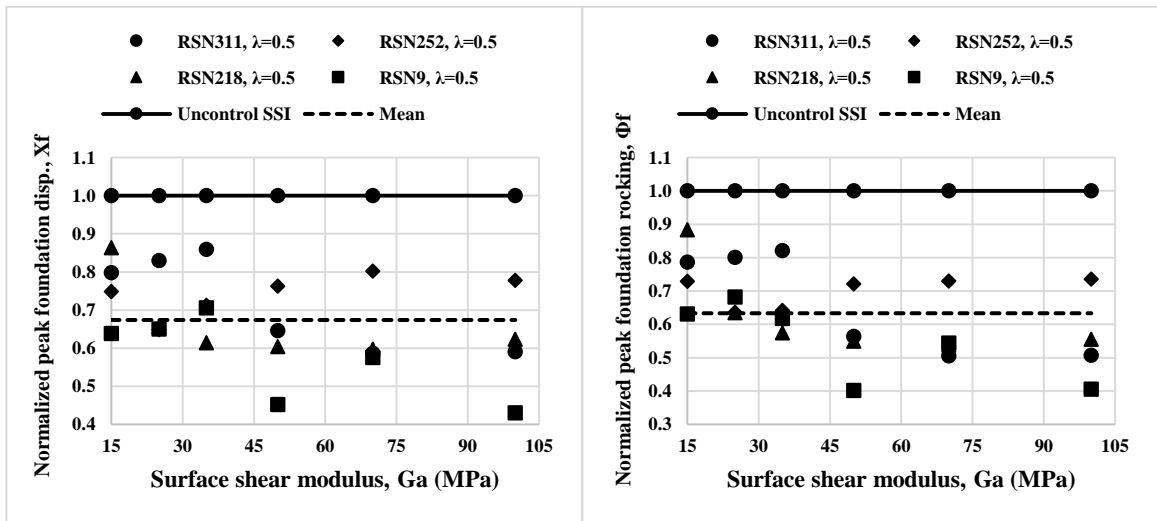 RSN311, λ=0.5
RSN252, λ=0.5
RSN218, λ=0.5
RSN9, λ=0.5
Uncontrol SSI
Mean
Normalized peak foundation disp., Xf
1.1
1.0
0.9
0.8
0.7
0.6
0.5
0.4
15 30 45 60 75 90 105
Surface shear modulus, Ga (MPa)
RSN311, λ=0.5
RSN252, λ=0.5
RSN218, λ=0.5
RSN9, λ=0.5
Uncontrol SSI
Mean
Normalized peak foundation rocking, Φf
1.1
1.0
0.9
0.8
0.7
0.6
0.5
0.4
0.3
15 30 45 60 75 90 105
Surface shear modulus, Ga (MPa)